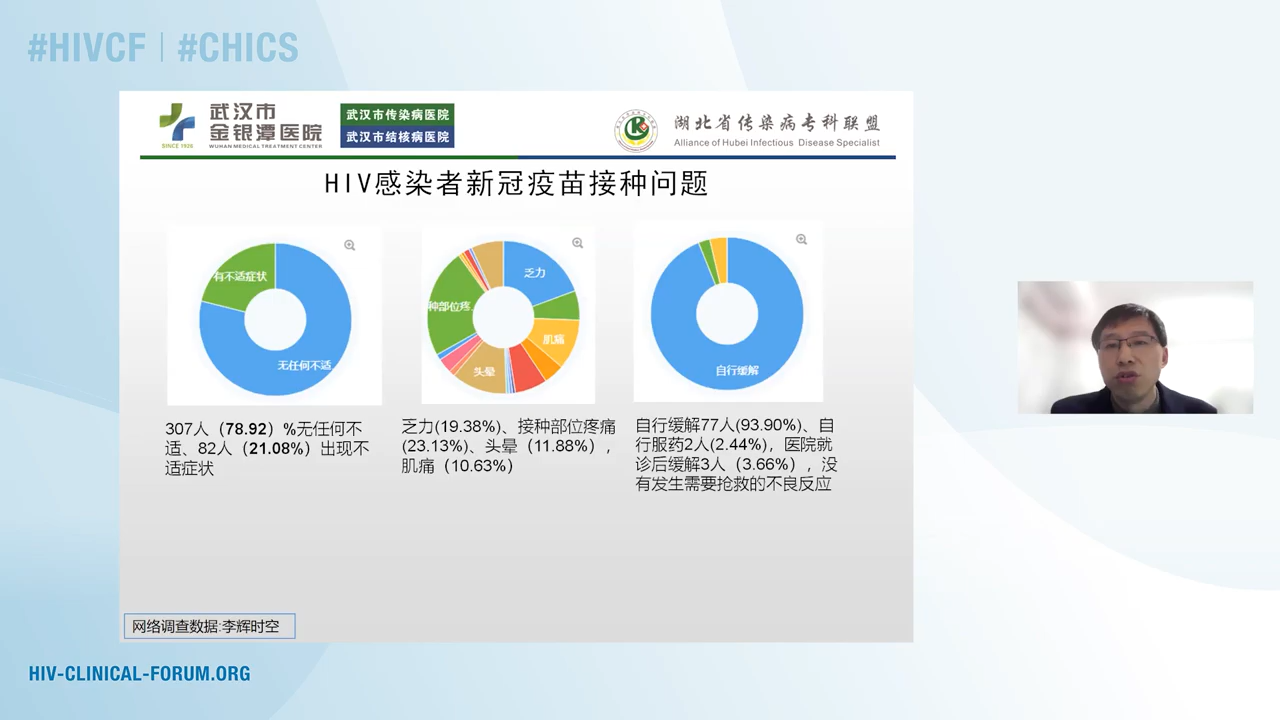 #HIVCF | #CHICS
武汉市
金银潭医院
WUHAN MEDICAL TREATMENT CENTER
SINCE 1926
武汉市传染病医院
武汉市结核病医院
湖北省传染病专科联盟
Alliance of Hubei Infectious Disease Specialist
HIV感染者新冠疫苗接种问题
有不适症状
无任何不适
乏力
种部位疼.
肌痛
头晕
自行缓解
307人（78.92）%无任何不
适、82人（21.08%）出现不
适症状
乏力(19.38%)、接种部位疼痛
(23.13%)、头晕（11.88%），
肌痛（10.63%）
自行缓解77人(93.90%)、自
行服药2人(2.44%)，医院就
诊后缓解3人（3.66%），没
有发生需要抢救的不良反应
网络调查数据:李辉时空
HIV-CLINICAL-FORUM.ORG